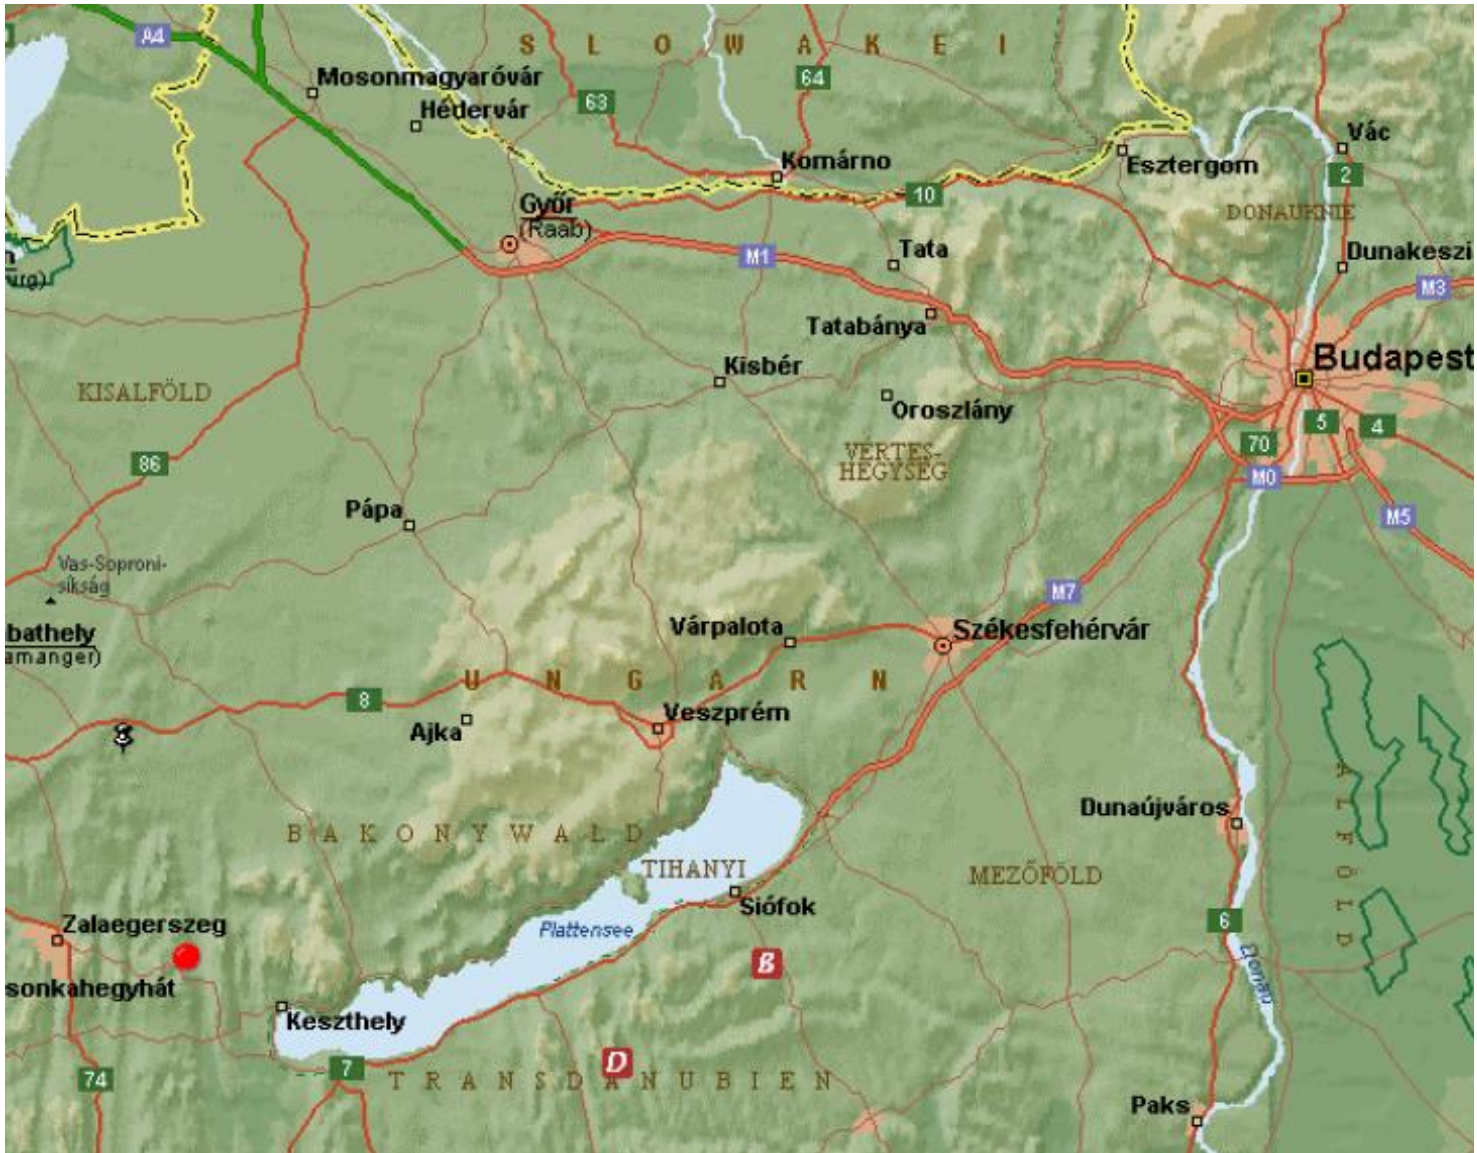 A4
S L O W A K E I
Mosonmagyaróvár
64
63
Hédervár
Vác
Komárno
Esztergom
2
10
Győr
(Raab)
DONAUKNIE
Tata
M1
Dunakeszi
urg)
M3
Tatabánya
Kisbér
Budapest
KISALFÖLD
Oroszlány
5
4
70
VÉRTES-
HEGYSÉG
86
M0
Pápa
M5
Vas-Soproni-
síkság
M7
bathely
amanger)
Várpalota
Székesfehérvár
U N G A R N
8
Veszprém
Ajka
Dunaújváros
B A K O N Y W A L D
TIHANYI
MEZŐFÖLD
A L F Ö L D
Siófok
Zalaegerszeg
Plattensee
6
B
sonkahegyhát
Keszthely
D
7
T R A N S D A N U B I E N
74
Paks